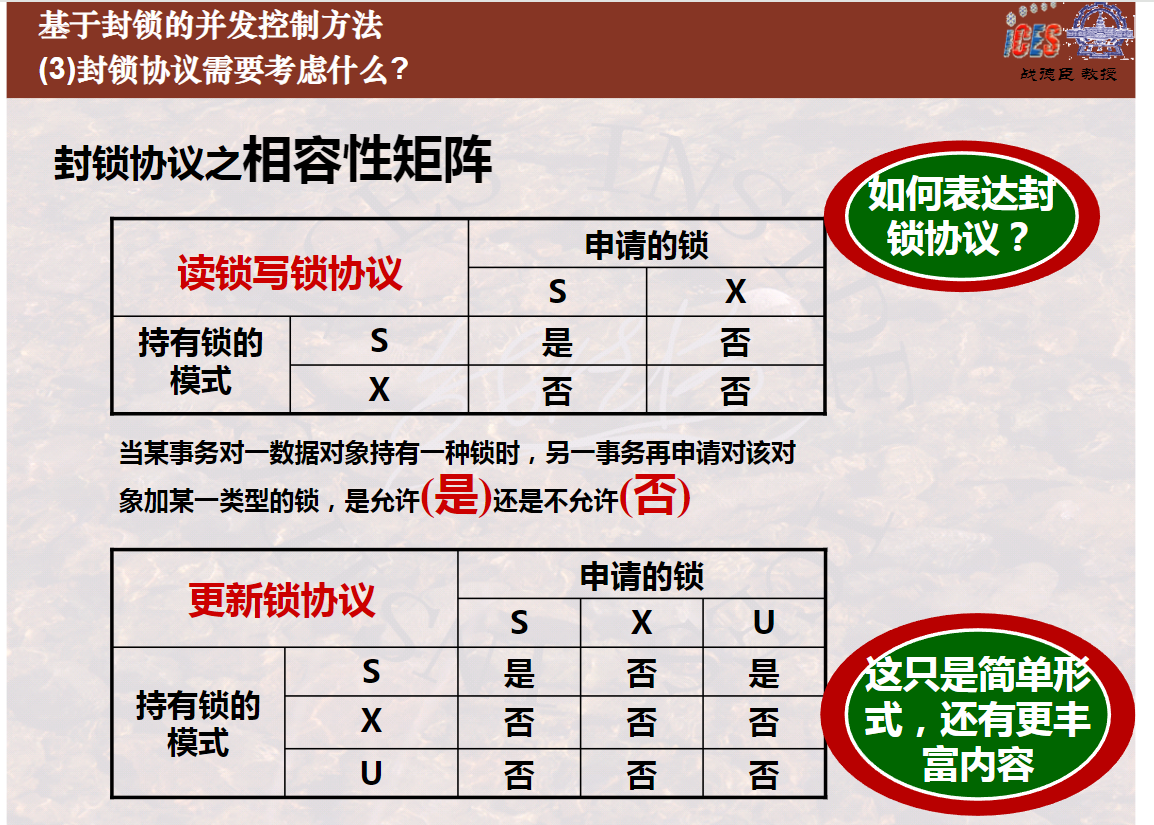 基于封锁的并发控制方法
(3)封锁协议需要考虑什么?
ICES
战德臣 教授
封锁协议之相容性矩阵
如何表达封
锁协议？
读锁写锁协议
申请的锁
S X
持有锁的
模式
S 是 否
X 否 否
当某事务对一数据对象持有一种锁时，另一事务再申请对该对
象加某一类型的锁，是允许(是)还是不允许(否)
更新锁协议
申请的锁
S X U
持有锁的
模式
S 是 否 是
X 否 否 否
U 否 否 否
这只是简单形
式，还有更丰
富内容